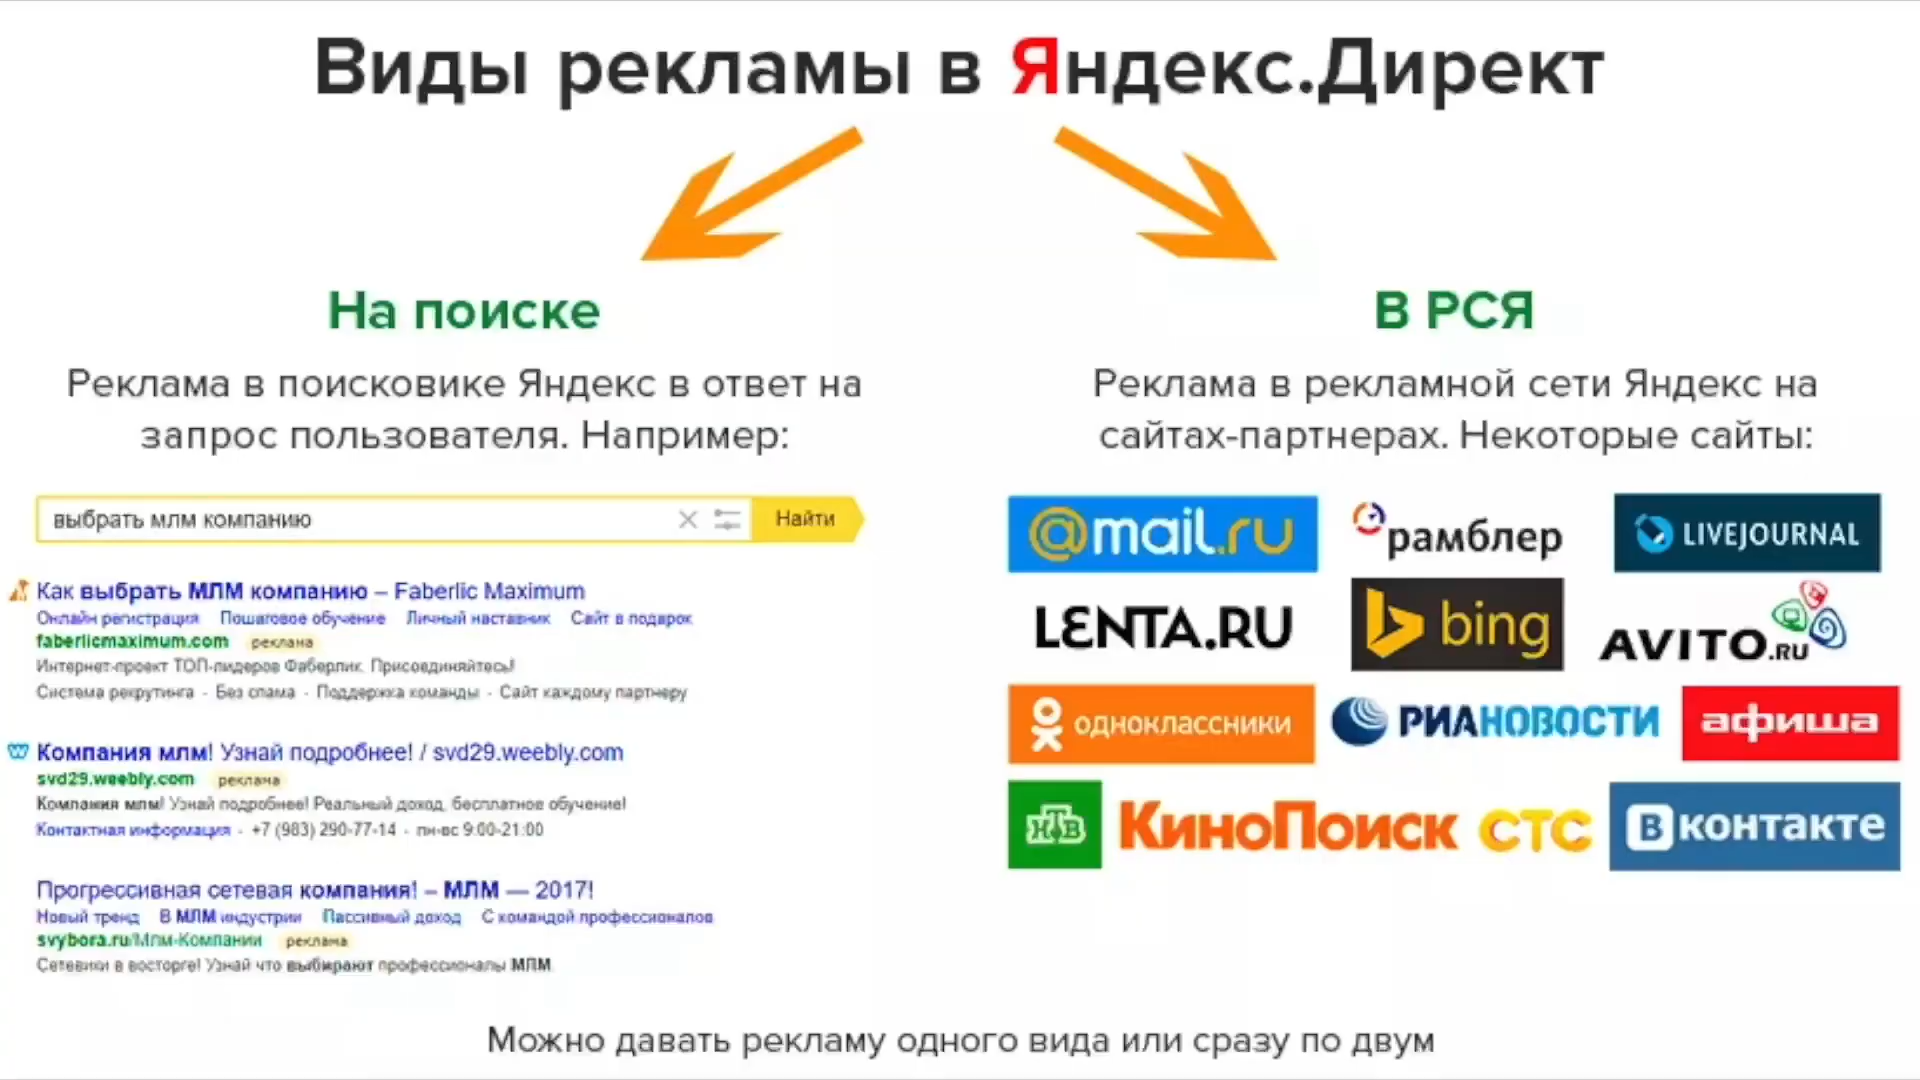 Виды рекламы в Яндекс.Директ
На поиске
Реклама в поисковике Яндекс в ответ на
запрос пользователя. Например:
выбрать млм компанию
Найти
Как выбрать МЛМ компанию – Faberlic Maximum
Онлайн регистрация Пошаговое обучение Личный наставник Сайт в подарок
faberlicmaximum.com реклама
Интернет-проект ТОП-лидеров Фаберлик. Присоединяйтесь!
Система рекрутинга - Без спама - Поддержка команды - Сайт каждому партнеру
Компания млм! Узнай подробнее! / svd29.weebly.com
svd29.weebly.com реклама
Компания млм! Узнай подробнее! Реальный доход, бесплатное обучение!
Контактная информация - +7 (983) 290-77-14 - пн-вс 9:00-21:00
Прогрессивная сетевая компания! – МЛМ — 2017!
Новый тренд В МЛМ индустрии Пассивный доход С командой профессионалов
svybora.ru/Млм-Компании реклама
Сетевики в восторге! Узнай что выбирают профессионалы МЛМ
В РСЯ
Реклама в рекламной сети Яндекс на
сайтах-партнерах. Некоторые сайты:
@mail.ru рамблер LIVEJOURNAL
LENTA.RU bing AVITO.RU
одноклассники РИАНОВОСТИ афиша
НТВ КиноПоиск СТС В контакте
Можно давать рекламу одного вида или сразу по двум